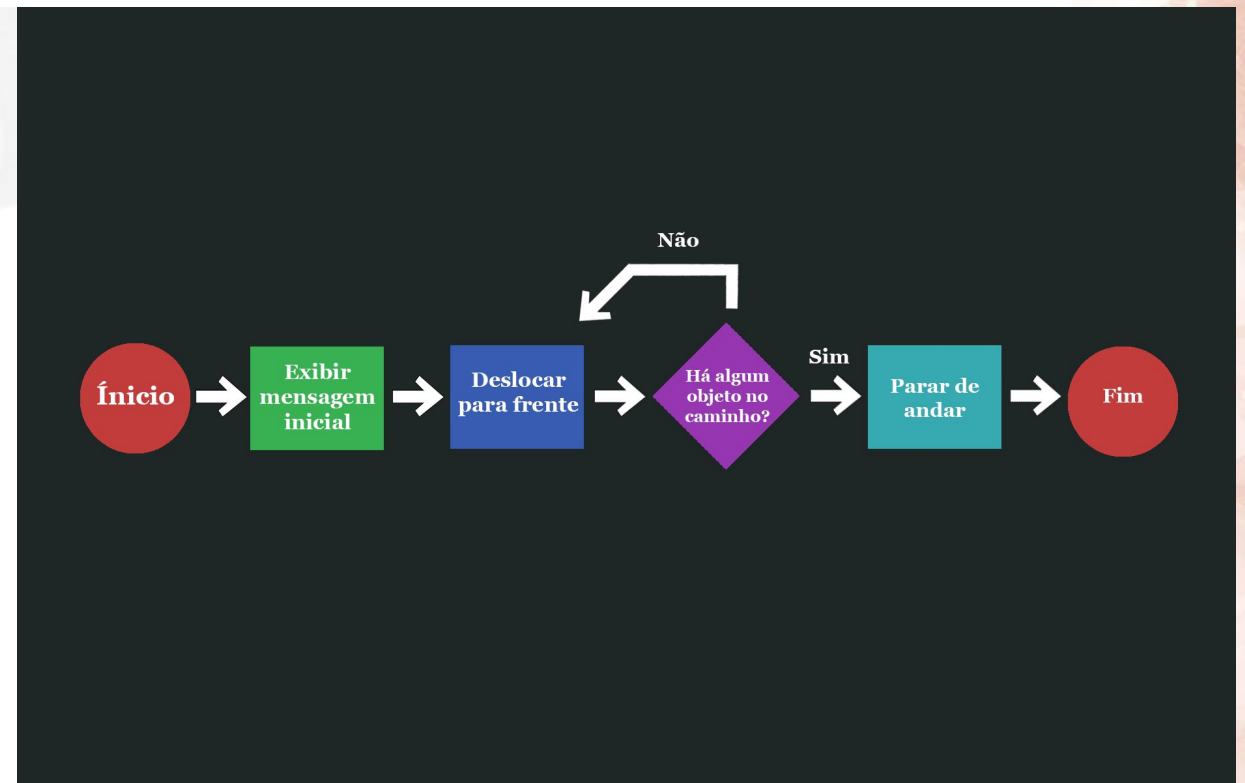 Não
Ínicio
Exibir
mensagem
inicial
Deslocar
para frente
Há algum
objeto no
caminho?
Sim
Parar de
andar
Fim